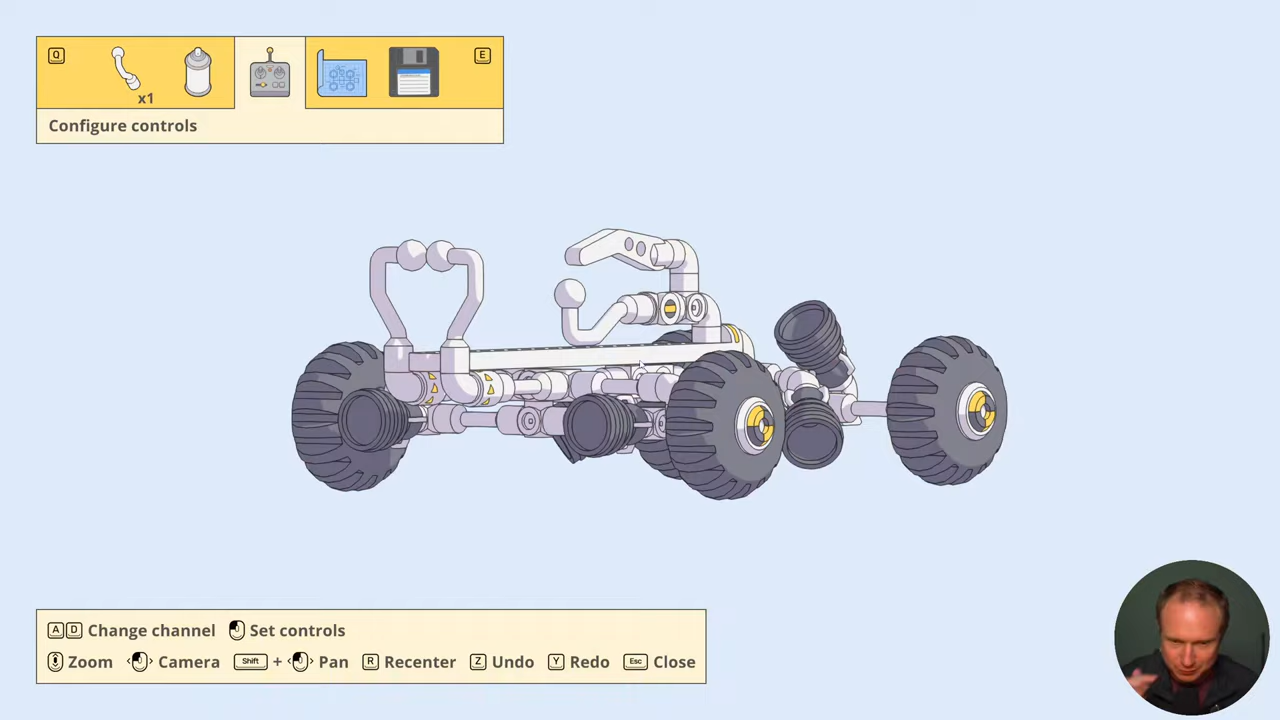 Q E
x1
Configure controls
A D Change channel Set controls
Zoom Camera Shift + Pan R Recenter Z Undo Y Redo Esc Close